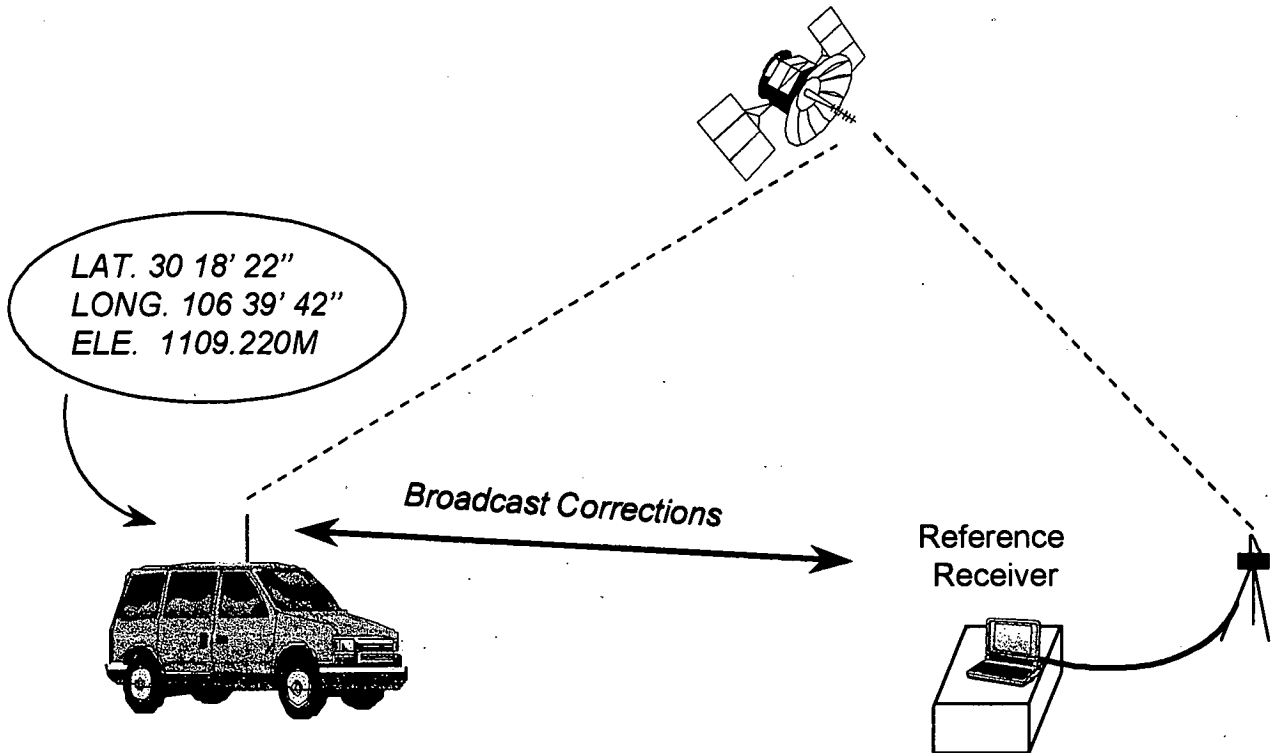 LAT. 30 18' 22"
LONG. 106 39' 42"
ELE. 1109.220M
Broadcast Corrections
Reference
Receiver